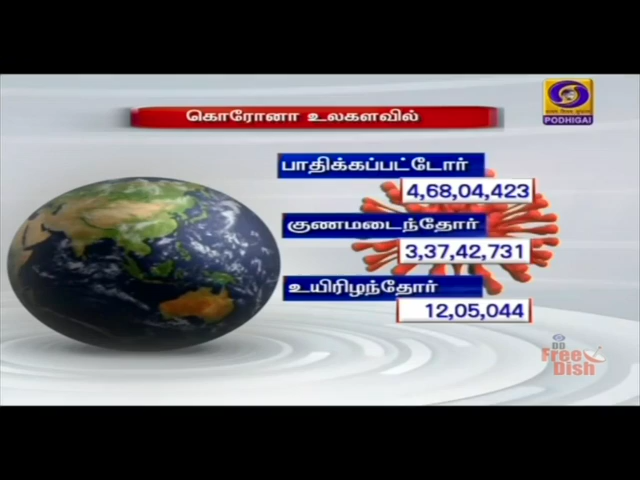 கொரோனா உலகளவில்
PODHIGAI
பாதிக்கப்பட்டோர்
4,68,04,423
குணமடைந்தோர்
3,37,42,731
உயிரிழந்தோர்
12,05,044
DD
Free
Dish